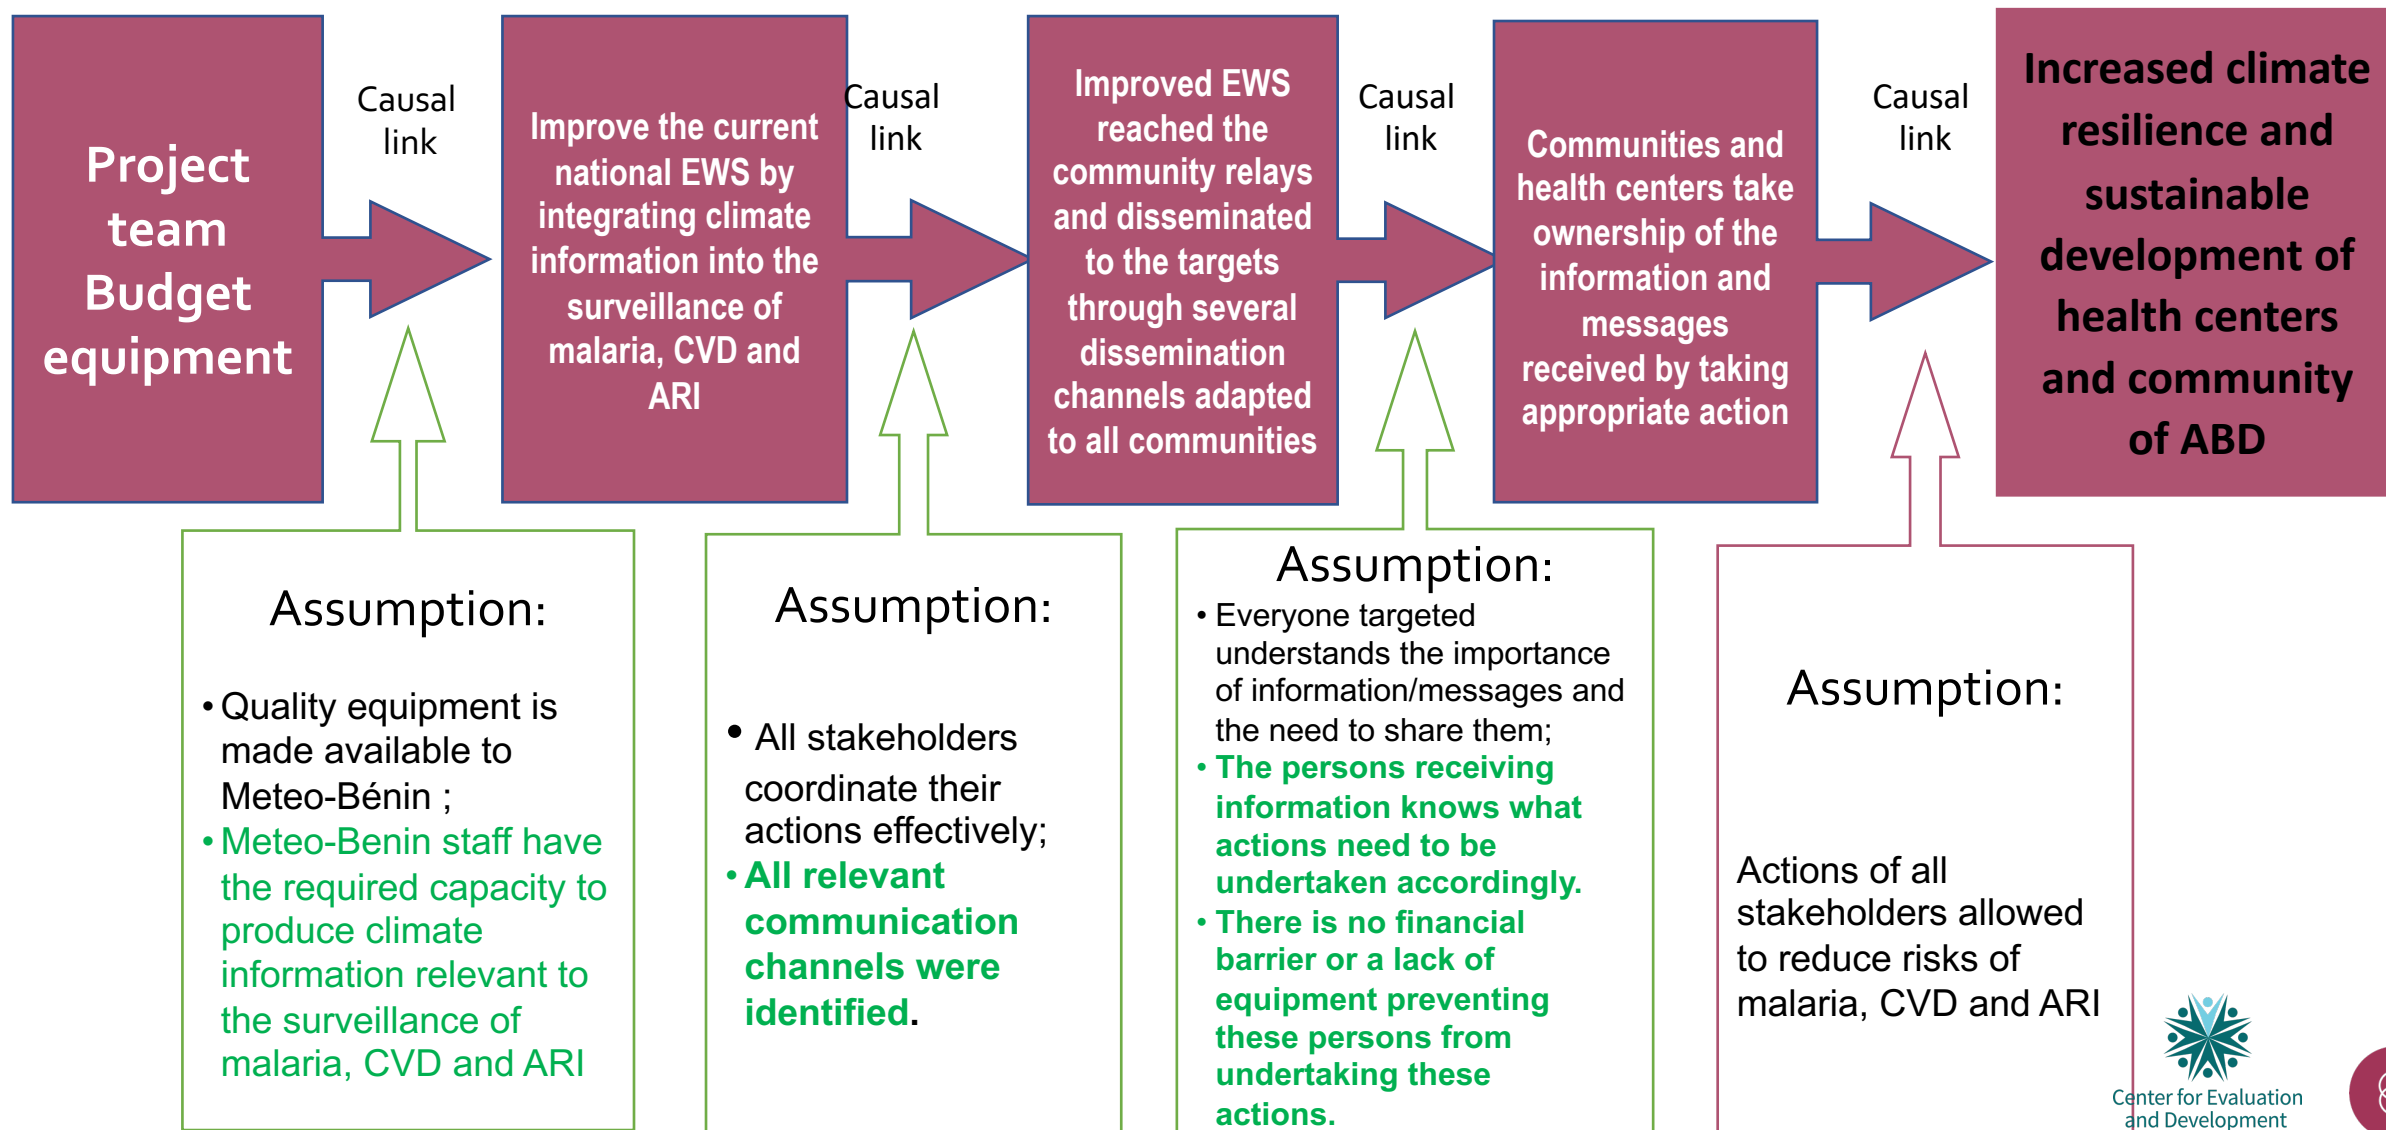 Project
team
Budget
equipment
Causal
link
Improve the current
national EWS by
integrating climate
information into the
surveillance of
malaria, CVD and
ARI
Causal
link
Improved EWS
reached the
community relays
and disseminated
to the targets
through several
dissemination
channels adapted
to all communities
Causal
link
Communities and
health centers take
ownership of the
information and
messages
received by taking
appropriate action
Causal
link
Increased climate
resilience and
sustainable
development of
health centers
and community
of ABD
Assumption:
• Quality equipment is
made available to
Meteo-Bénin ;
• Meteo-Benin staff have
the required capacity to
produce climate
information relevant to
the surveillance of
malaria, CVD and ARI
Assumption:
• All stakeholders
coordinate their
actions effectively;
• All relevant
communication
channels were
identified.
Assumption:
• Everyone targeted
understands the importance
of information/messages and
the need to share them;
• The persons receiving
information knows what
actions need to be
undertaken accordingly.
• There is no financial
barrier or a lack of
equipment preventing
these persons from
undertaking these
actions.
Assumption:
Actions of all
stakeholders allowed
to reduce risks of
malaria, CVD and ARI
Center for Evaluation
and Development